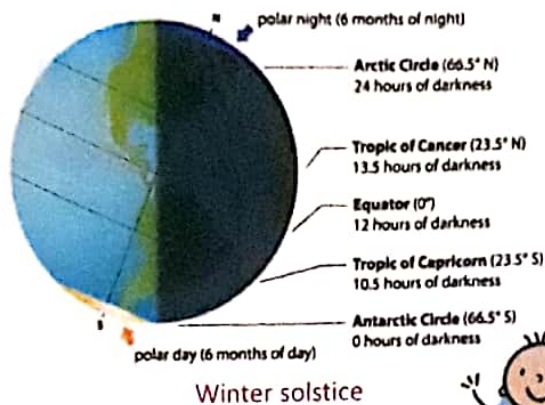 N
polar night (6 months of night)
Arctic Circle (66.5° N)
24 hours of darkness
Tropic of Cancer (23.5° N)
13.5 hours of darkness
Equator (0°)
12 hours of darkness
Tropic of Capricorn (23.5° S)
10.5 hours of darkness
Antarctic Circle (66.5° S)
0 hours of darkness
S
polar day (6 months of day)
Winter solstice